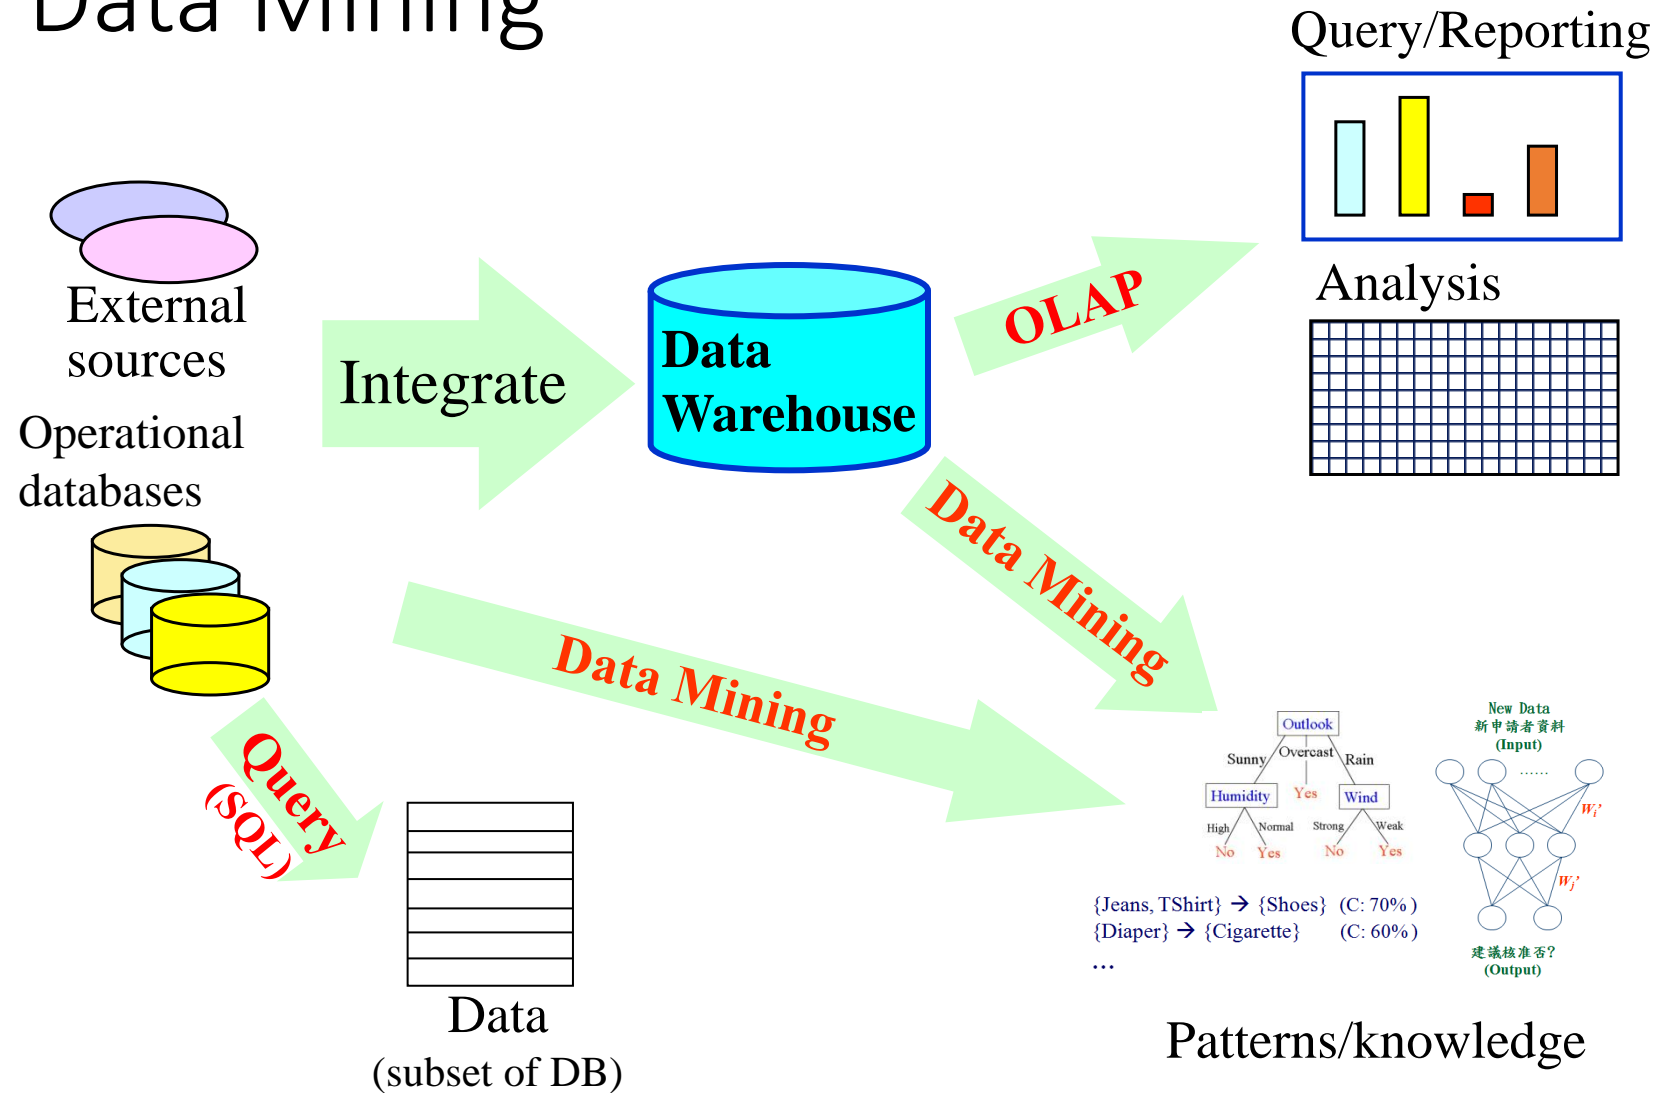 Data Mining
Query/Reporting
External
sources
Operational
databases
Integrate
Data
Warehouse
OLAP
Analysis
Data Mining
Data Mining
Query
(SQL)
Data
(subset of DB)
Outlook
Sunny
Overcast
Rain
Humidity
Yes
Wind
High
Normal
Strong
Weak
No
Yes
No
Yes
New Data
新申請者資料
(Input)
......
Wi’
Wj’
建議核准否?
(Output)
{Jeans, TShirt} → {Shoes} (C: 70%)
{Diaper} → {Cigarette} (C: 60%)
…
Patterns/knowledge